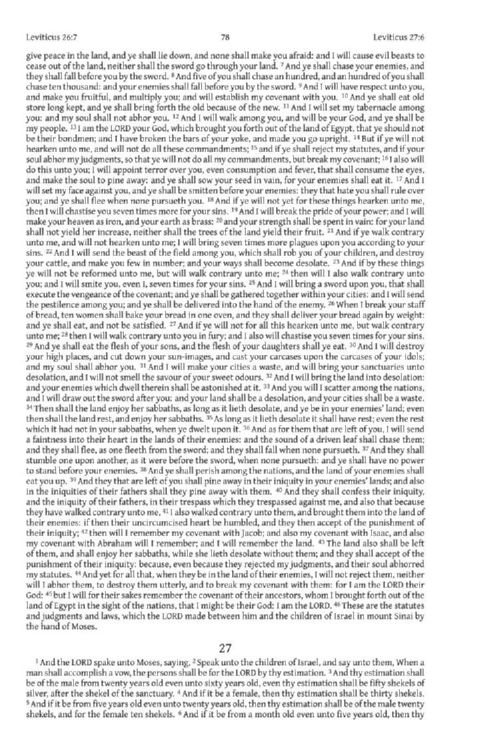 Leviticus 26:7 78 Leviticus 27:6
give peace in the land, and ye shall lie down, and none shall make you afraid: and I will cause evil beasts to
cease out of the land, neither shall the sword go through your land. 7 And ye shall chase your enemies, and
they shall fall before you by the sword. 8 And five of you shall chase an hundred, and an hundred of you shall
chase ten thousand: and your enemies shall fall before you by the sword. 9 And I will have respect unto you,
and make you fruitful, and multiply you; and will establish my covenant with you. 10 And ye shall eat old
store long kept, and ye shall bring forth the old because of the new. 11 And I will set my tabernacle among
you: and my soul shall not abhor you. 12 And I will walk among you, and will be your God, and ye shall be
my people. 13 I am the LORD your God, which brought you forth out of the land of Egypt, that ye should not
be their bondmen; and I have broken the bars of your yoke, and made you go upright. 14 But if ye will not
hearken unto me, and will not do all these commandments; 15 and if ye shall reject my statutes, and if your
soul abhor my judgments, so that ye will not do all my commandments, but break my covenant; 16 I also will
do this unto you; I will appoint terror over you, even consumption and fever, that shall consume the eyes,
and make the soul to pine away: and ye shall sow your seed in vain, for your enemies shall eat it. 17 And I
will set my face against you, and ye shall be smitten before your enemies: they that hate you shall rule over
you; and ye shall flee when none pursueth you. 18 And if ye will not yet for these things hearken unto me,
then I will chastise you seven times more for your sins. 19 And I will break the pride of your power; and I will
make your heaven as iron, and your earth as brass: 20 and your strength shall be spent in vain: for your land
shall not yield her increase, neither shall the trees of the land yield their fruit. 21 And if ye walk contrary
unto me, and will not hearken unto me; I will bring seven times more plagues upon you according to your
sins. 22 And I will send the beast of the field among you, which shall rob you of your children, and destroy
your cattle, and make you few in number; and your ways shall become desolate. 23 And if by these things
ye will not be reformed unto me, but will walk contrary unto me; 24 then will I also walk contrary unto
you; and I will smite you, even I, seven times for your sins. 25 And I will bring a sword upon you, that shall
execute the vengeance of the covenant; and ye shall be gathered together within your cities: and I will send
the pestilence among you; and ye shall be delivered into the hand of the enemy. 26 When I break your staff
of bread, ten women shall bake your bread in one oven, and they shall deliver your bread again by weight:
and ye shall eat, and not be satisfied. 27 And if ye will not for all this hearken unto me, but walk contrary
unto me; 28 then I will walk contrary unto you in fury; and I also will chastise you seven times for your sins.
29 And ye shall eat the flesh of your sons, and the flesh of your daughters shall ye eat. 30 And I will destroy
your high places, and cut down your sun-images, and cast your carcases upon the carcases of your idols;
and my soul shall abhor you. 31 And I will make your cities a waste, and will bring your sanctuaries unto
desolation, and I will not smell the savour of your sweet odours. 32 And I will bring the land into desolation:
and your enemies which dwell therein shall be astonished at it. 33 And you will I scatter among the nations,
and I will draw out the sword after you: and your land shall be a desolation, and your cities shall be a waste.
34 Then shall the land enjoy her sabbaths, as long as it lieth desolate, and ye be in your enemies' land; even
then shall the land rest, and enjoy her sabbaths. 35 As long as it lieth desolate it shall have rest; even the rest
which it had not in your sabbaths, when ye dwelt upon it. 36 And as for them that are left of you, I will send
a faintness into their heart in the lands of their enemies: and the sound of a driven leaf shall chase them;
and they shall flee, as one fleeth from the sword; and they shall fall when none pursueth. 37 And they shall
stumble one upon another, as it were before the sword, when none pursueth: and ye shall have no power
to stand before your enemies. 38 And ye shall perish among the nations, and the land of your enemies shall
eat you up. 39 And they that are left of you shall pine away in their iniquity in your enemies' lands; and also
in the iniquities of their fathers shall they pine away with them. 40 And they shall confess their iniquity,
and the iniquity of their fathers, in their trespass which they trespassed against me, and also that because
they have walked contrary unto me, 41 I also walked contrary unto them, and brought them into the land of
their enemies: if then their uncircumcised heart be humbled, and they then accept of the punishment of
their iniquity; 42 then will I remember my covenant with Jacob; and also my covenant with Isaac, and also
my covenant with Abraham will I remember; and I will remember the land. 43 The land also shall be left
of them, and shall enjoy her sabbaths, while she lieth desolate without them; and they shall accept of the
punishment of their iniquity: because, even because they rejected my judgments, and their soul abhorred
my statutes. 44 And yet for all that, when they be in the land of their enemies, I will not reject them, neither
will I abhor them, to destroy them utterly, and to break my covenant with them: for I am the LORD their
God: 45 but I will for their sakes remember the covenant of their ancestors, whom I brought forth out of the
land of Egypt in the sight of the nations, that I might be their God: I am the LORD. 46 These are the statutes
and judgments and laws, which the LORD made between him and the children of Israel in mount Sinai by
the hand of Moses.
27
1 And the LORD spake unto Moses, saying, 2 Speak unto the children of Israel, and say unto them, When a
man shall accomplish a vow, the persons shall be for the LORD by thy estimation. 3 And thy estimation shall
be of the male from twenty years old even unto sixty years old, even thy estimation shall be fifty shekels of
silver, after the shekel of the sanctuary. 4 And if it be a female, then thy estimation shall be thirty shekels.
5 And if it be from five years old even unto twenty years old, then thy estimation shall be of the male twenty
shekels, and for the female ten shekels. 6 And if it be from a month old even unto five years old, then thy